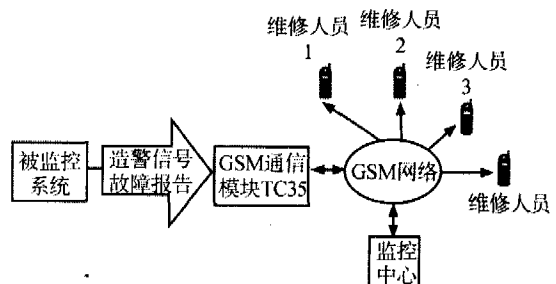 维修人员
1
维修人员
2
维修人员
3
被监控
系统
造警信号
故障报告
GSM通信
模块TC35
GSM网络
维修人员
监控
中心